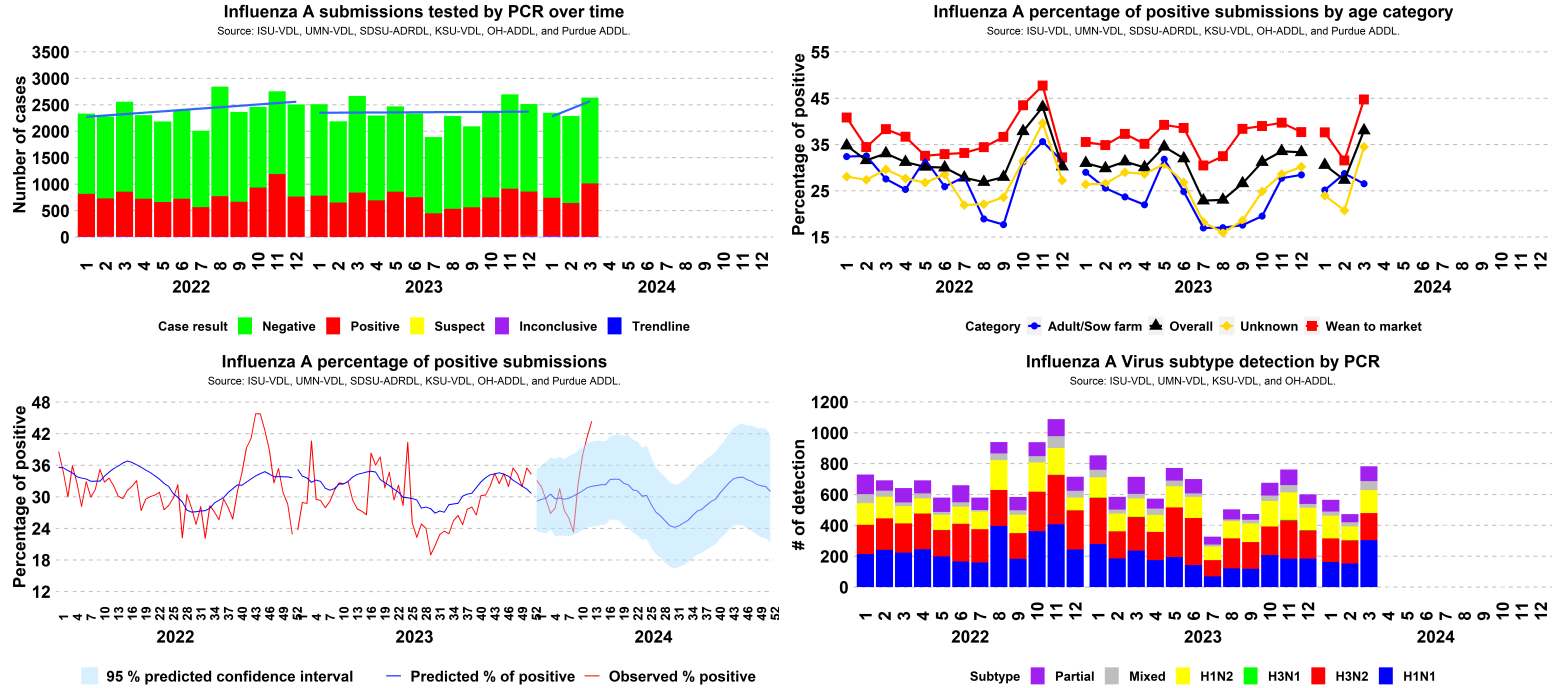 Influenza A submissions tested by PCR over time
Source: ISU-VDL, UMN-VDL, SDSU-ADRDL, KSU-VDL, OH-ADDL, and Purdue ADDL.
Number of cases
3500
3000
2500
2000
1500
1000
500
0
1 2 3 4 5 6 7 8 9 10 11 12 1 2 3 4 5 6 7 8 9 10 11 12 1 2 3 4 5 6 7 8 9 10 11 12
2022 2023 2024
Case result Negative Positive Suspect Inconclusive Trendline
Influenza A percentage of positive submissions by age category
Source: ISU-VDL, UMN-VDL, SDSU-ADRDL, KSU-VDL, OH-ADDL, and Purdue ADDL.
Percentage of positive
55
45
35
25
15
1 2 3 4 5 6 7 8 9 10 11 12 1 2 3 4 5 6 7 8 9 10 11 12 1 2 3 4 5 6 7 8 9 10 11 12
2022 2023 2024
Category Adult/Sow farm Overall Unknown Wean to market
Influenza A percentage of positive submissions
Source: ISU-VDL, UMN-VDL, SDSU-ADRDL, KSU-VDL, OH-ADDL, and Purdue ADDL.
Percentage of positive
48
42
36
30
24
18
12
1 4 7 10 13 16 19 22 25 28 31 34 37 40 43 46 49 52 1 4 7 10 13 16 19 22 25 28 31 34 37 40 43 46 49 52 1 4 7 10 13 16 19 22 25 28 31 34 37 40 43 46 49 52
2022 2023 2024
95 % predicted confidence interval Predicted % of positive Observed % positive
Influenza A Virus subtype detection by PCR
Source: ISU-VDL, UMN-VDL, KSU-VDL, and OH-ADDL.
# of detection
1200
1000
800
600
400
200
0
1 2 3 4 5 6 7 8 9 10 11 12 1 2 3 4 5 6 7 8 9 10 11 12 1 2 3 4 5 6 7 8 9 10 11 12
2022 2023 2024
Subtype Partial Mixed H1N2 H3N1 H3N2 H1N1